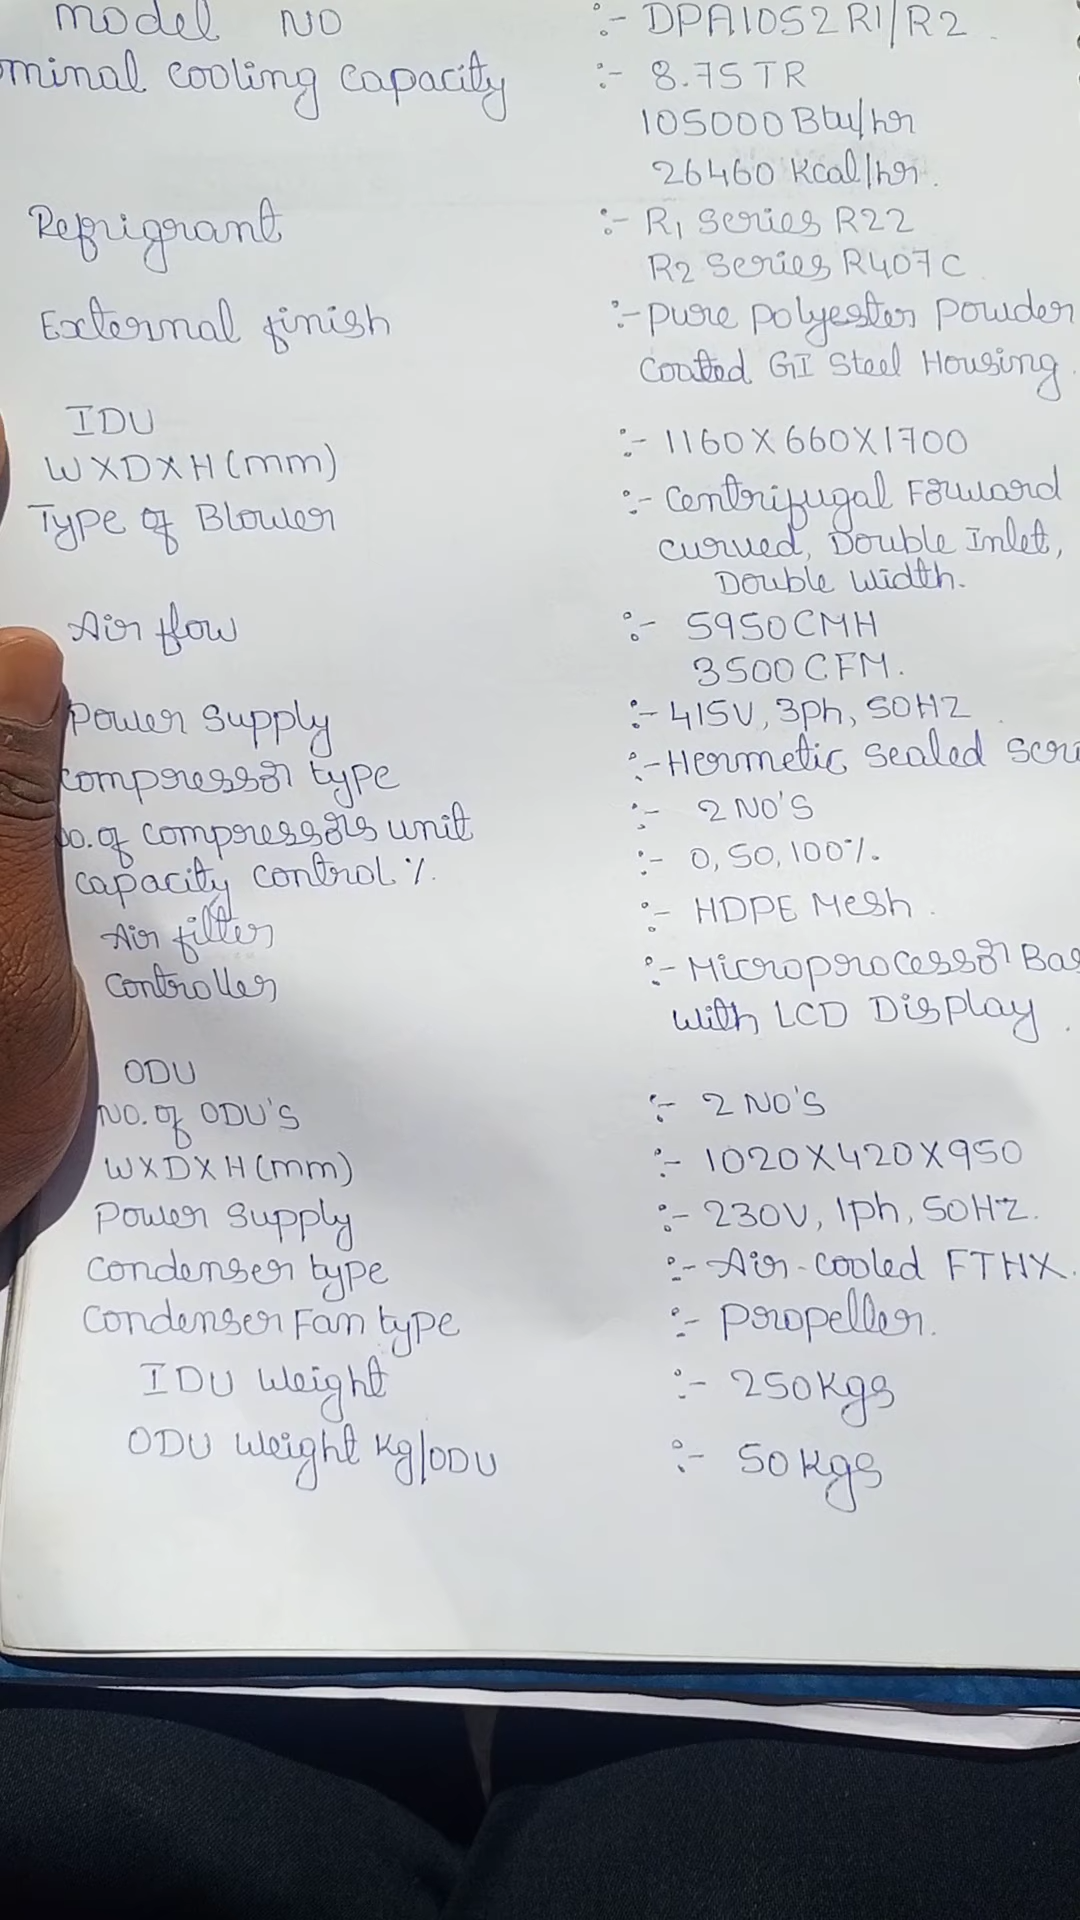 model NO :- DPA1052R1/R2
ominal cooling capacity :- 8.75TR
105000 Btu/hr
26460 Kcal/hr.
Refrigrant :- R1 Series R22
R2 Series R407C
External finish :- pure polyester powder
coated GI Steel Housing.
IDU
WXDXH(mm) :- 1160X660X1700
Type of Blower :- Centrifugal Forward
curved, Double Inlet,
Double width.
Air flow :- 5950CMH
3500CFM.
Power Supply :- 415V, 3ph, 50HZ
compressor type :- Hermetic Sealed Scr
o. of compressors unit :- 2 NO'S
capacity control % :- 0, 50, 100%.
Air filter :- HDPE Mesh.
Controller :- Microprocessor Bas
with LCD Display.
ODU
NO. of ODU'S :- 2 NO'S
WXDXH(mm) :- 1020X420X950
Power Supply :- 230V, 1ph, 50HZ.
Condenser type :- Air-cooled FTHX.
Condenser Fan type :- Propeller.
IDU Weight :- 250Kgs
ODU Weight Kg/ODU :- 50Kgs